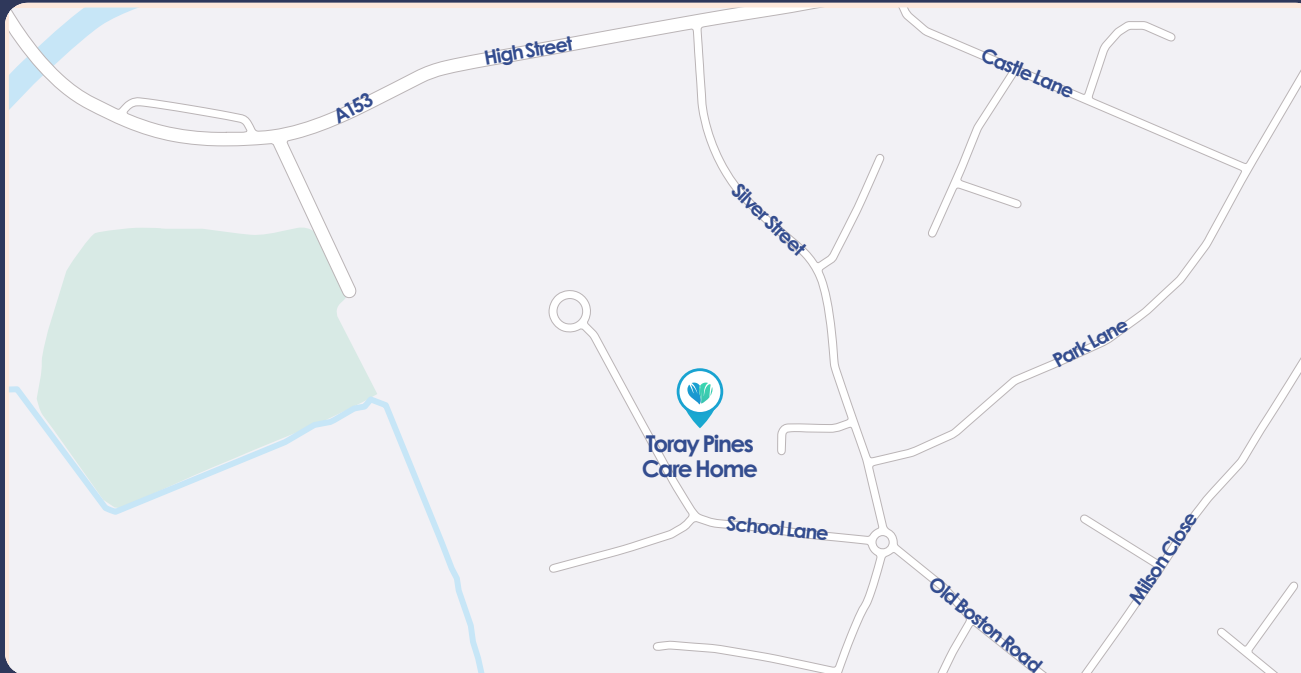 High Street
A153
Castle Lane
Silver Street
Park Lane
Toray Pines
Care Home
School Lane
Milson Close
Old Boston Road